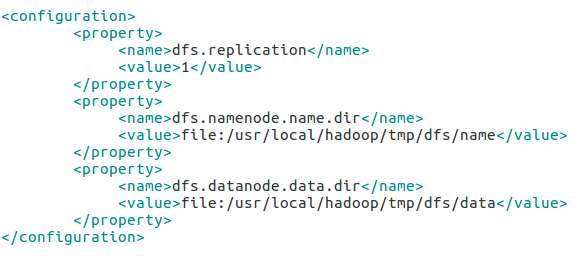 <configuration>
        <property>
             <name>dfs.replication</name>
             <value>1</value>
        </property>
        <property>
             <name>dfs.namenode.name.dir</name>
             <value>file:/usr/local/hadoop/tmp/dfs/name</value>
        </property>
        <property>
             <name>dfs.datanode.data.dir</name>
             <value>file:/usr/local/hadoop/tmp/dfs/data</value>
        </property>
</configuration>